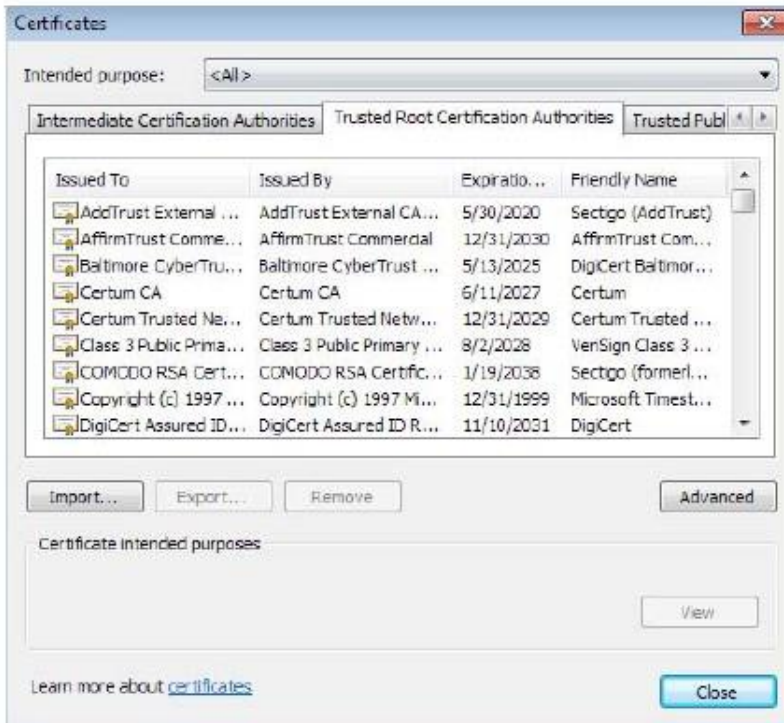 Certificates
Intended purpose: <All>
Intermediate Certification Authorities Trusted Root Certification Authorities Trusted Publ
Issued To Issued By Expiratio... Friendly Name
AddTrust External ... AddTrust External CA... 5/30/2020 Sectigo (AddTrust)
AffirmTrust Comme... AffirmTrust Commercial 12/31/2030 AffirmTrust Com...
Baltimore CyberTru... Baltimore CyberTrust ... 5/13/2025 DigiCert Baltimor...
Certum CA Certum CA 6/11/2027 Certum
Certum Trusted Ne... Certum Trusted Netw... 12/31/2029 Certum Trusted ...
Class 3 Public Prima... Class 3 Public Primary ... 8/2/2028 VeriSign Class 3 ...
COMODO RSA Cert... COMODO RSA Certific... 1/19/2038 Sectigo (formerl...
Copyright (c) 1997 ... Copyright (c) 1997 Mi... 12/31/1999 Microsoft Timest...
DigiCert Assured ID... DigiCert Assured ID R... 11/10/2031 DigiCert
Import... Export... Remove Advanced
Certificate intended purposes
View
Learn more about certificates
Close